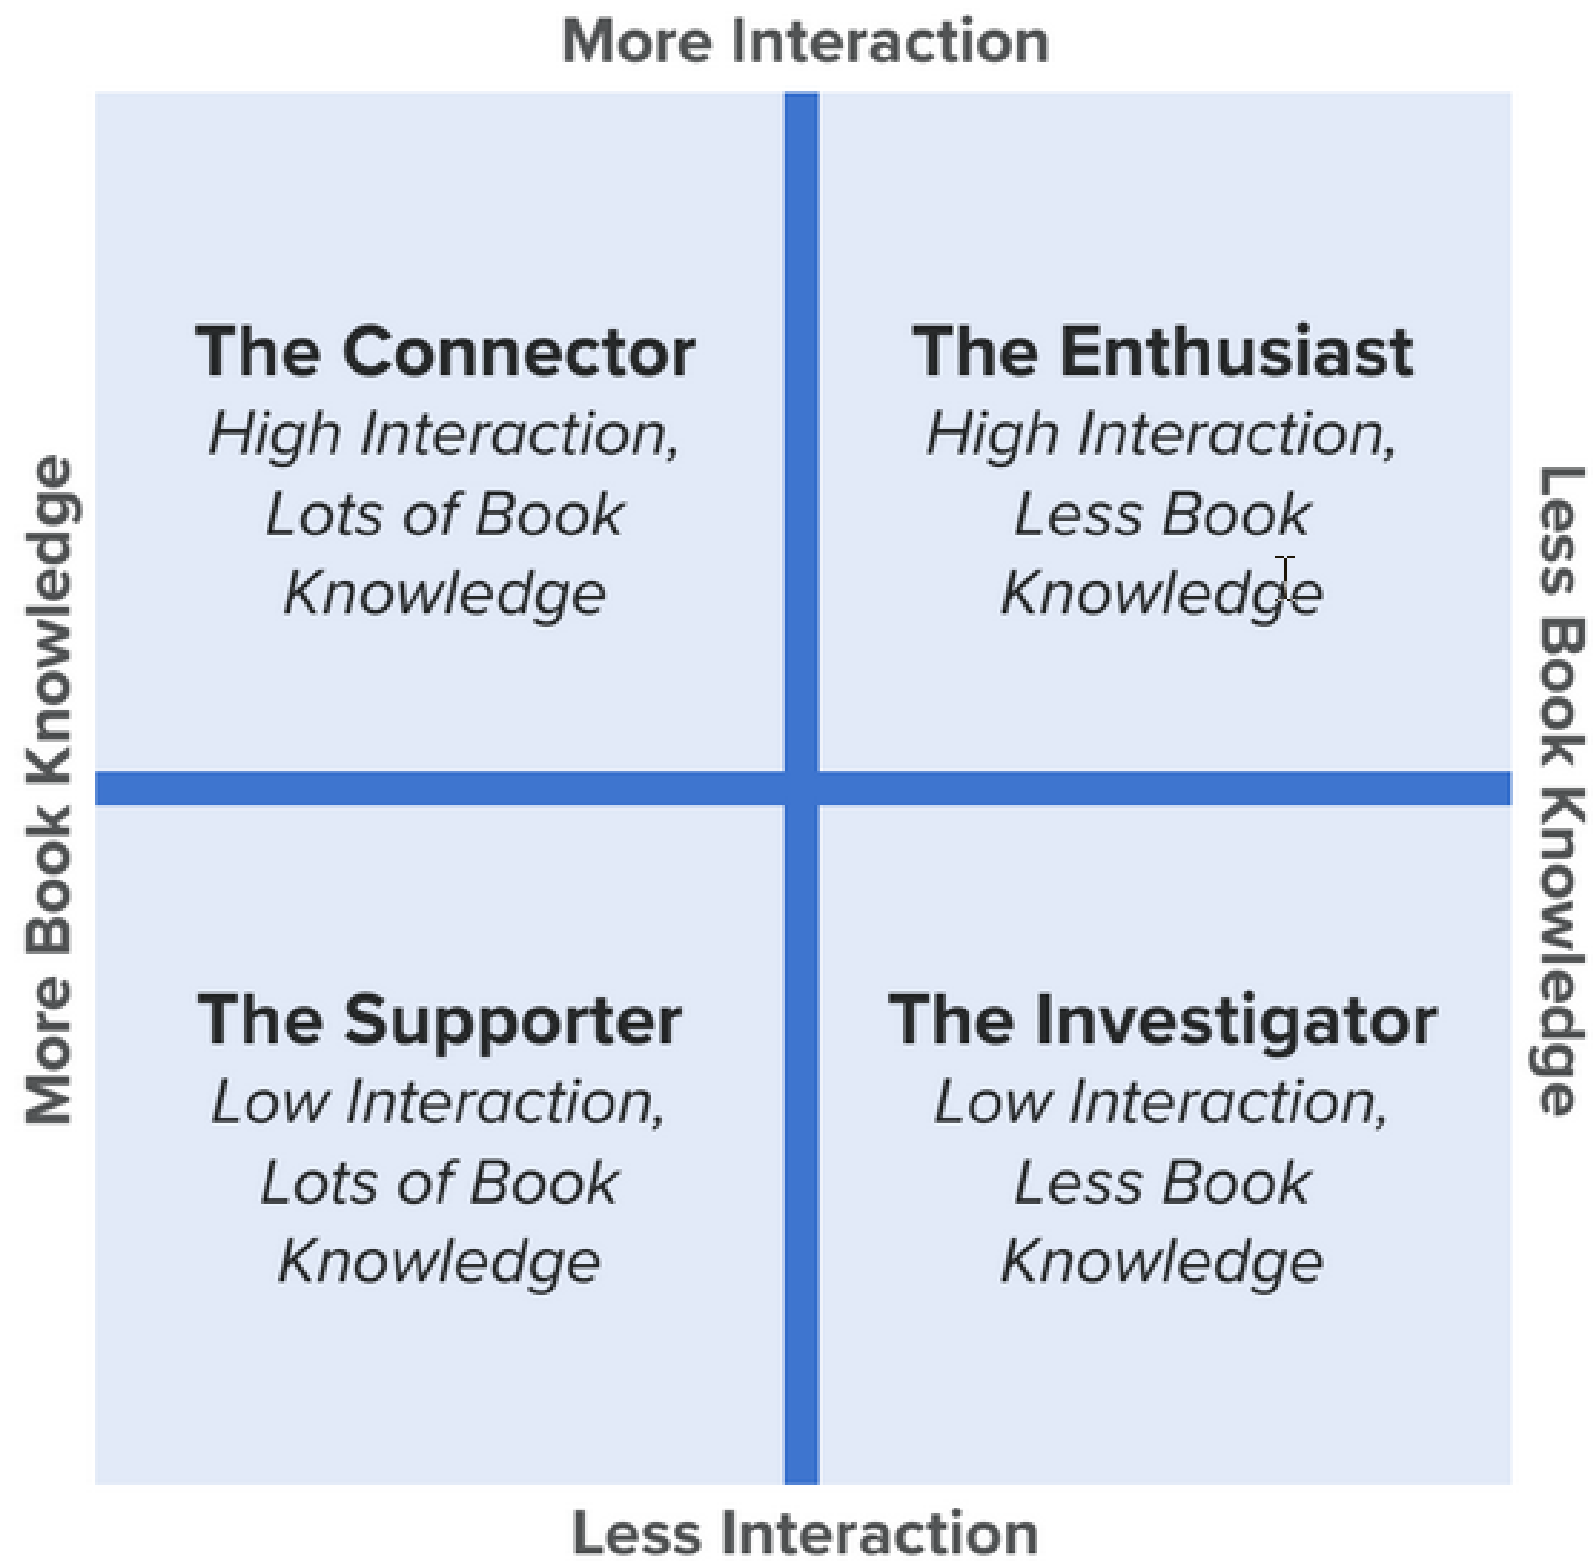 More Interaction
More Book Knowledge
The Connector
High Interaction,
Lots of Book
Knowledge
The Enthusiast
High Interaction,
Less Book
Knowledge
Less Book Knowledge
The Supporter
Low Interaction,
Lots of Book
Knowledge
The Investigator
Low Interaction,
Less Book
Knowledge
Less Interaction